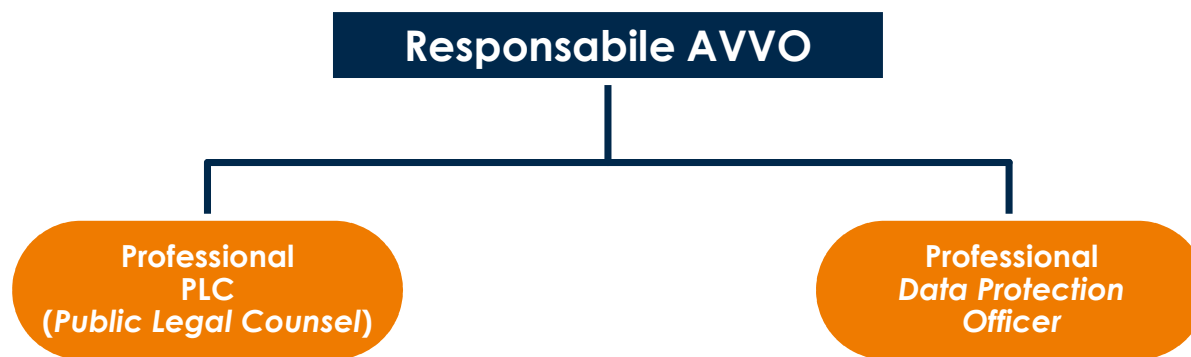 Responsabile AVVO
Professional
PLC
(Public Legal Counsel)
Professional
Data Protection
Officer